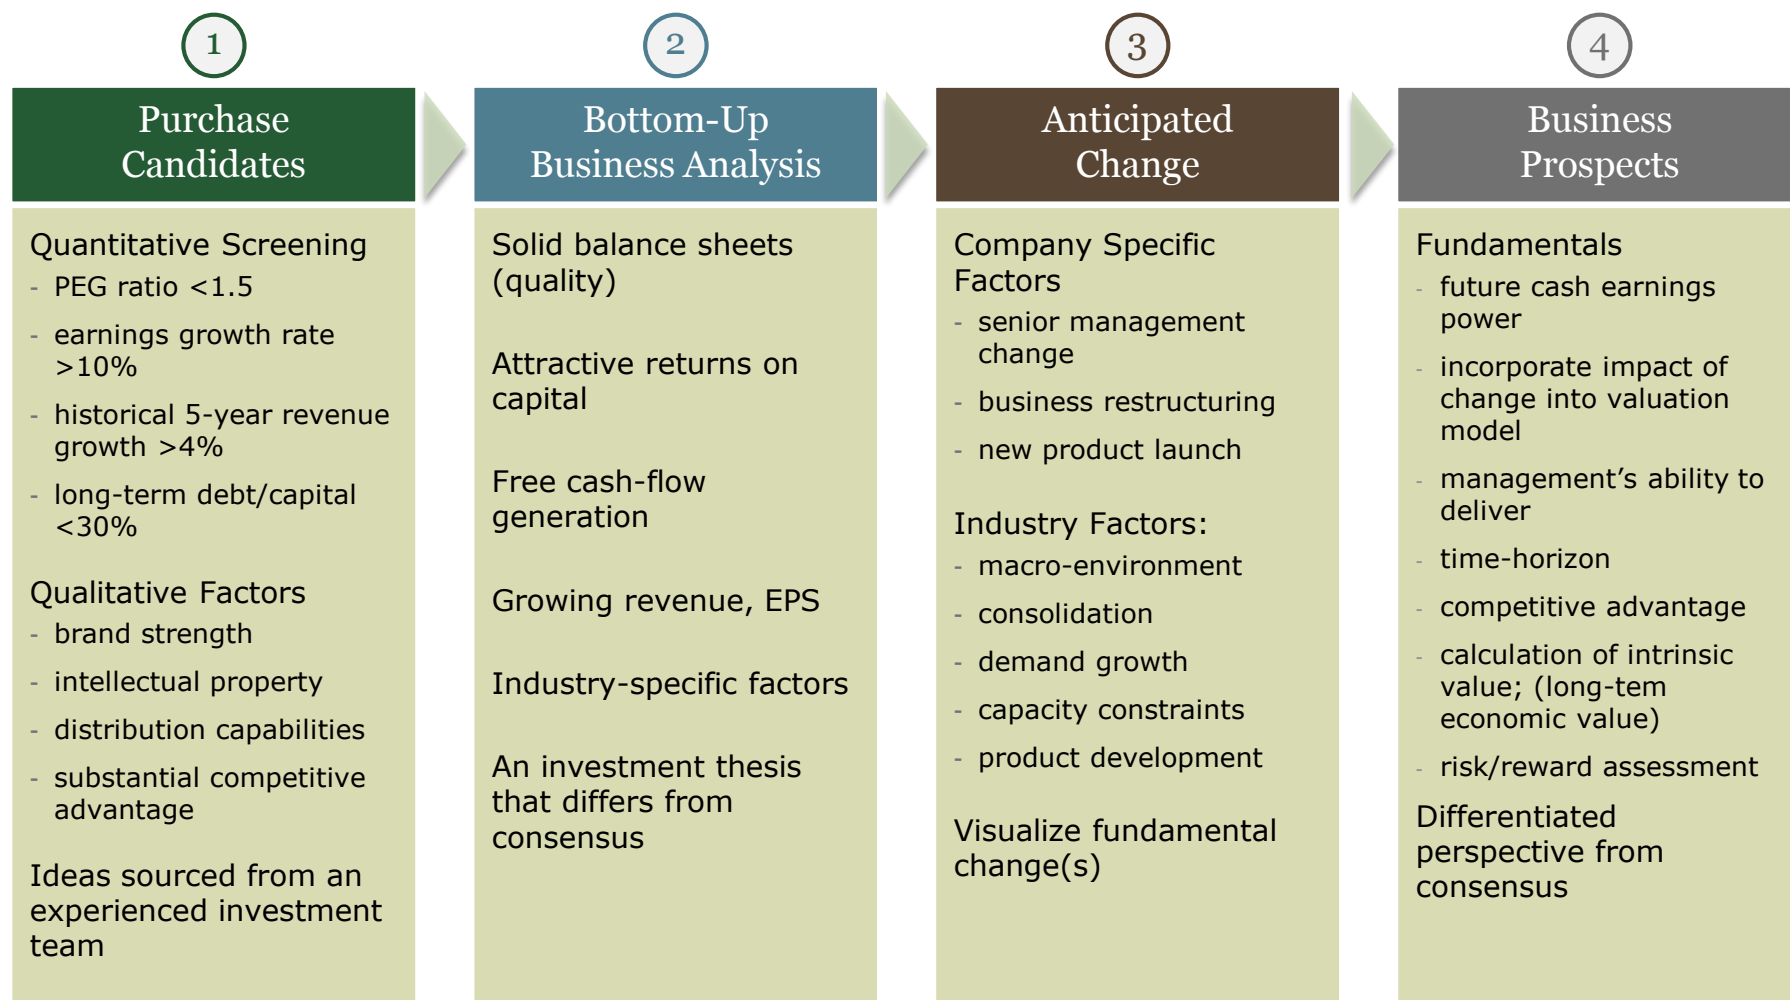 1
Purchase
Candidates
Quantitative Screening
- PEG ratio <1.5
- earnings growth rate
>10%
- historical 5-year revenue
growth >4%
- long-term debt/capital
<30%
Qualitative Factors
- brand strength
- intellectual property
- distribution capabilities
- substantial competitive
advantage
Ideas sourced from an
experienced investment
team
2
Bottom-Up
Business Analysis
Solid balance sheets
(quality)
Attractive returns on
capital
Free cash-flow
generation
Growing revenue, EPS
Industry-specific factors
An investment thesis
that differs from
consensus
3
Anticipated
Change
Company Specific
Factors
- senior management
change
- business restructuring
- new product launch
Industry Factors:
- macro-environment
- consolidation
- demand growth
- capacity constraints
- product development
Visualize fundamental
change(s)
4
Business
Prospects
Fundamentals
- future cash earnings
power
- incorporate impact of
change into valuation
model
- management’s ability to
deliver
- time-horizon
- competitive advantage
- calculation of intrinsic
value; (long-tem
economic value)
- risk/reward assessment
Differentiated
perspective from
consensus